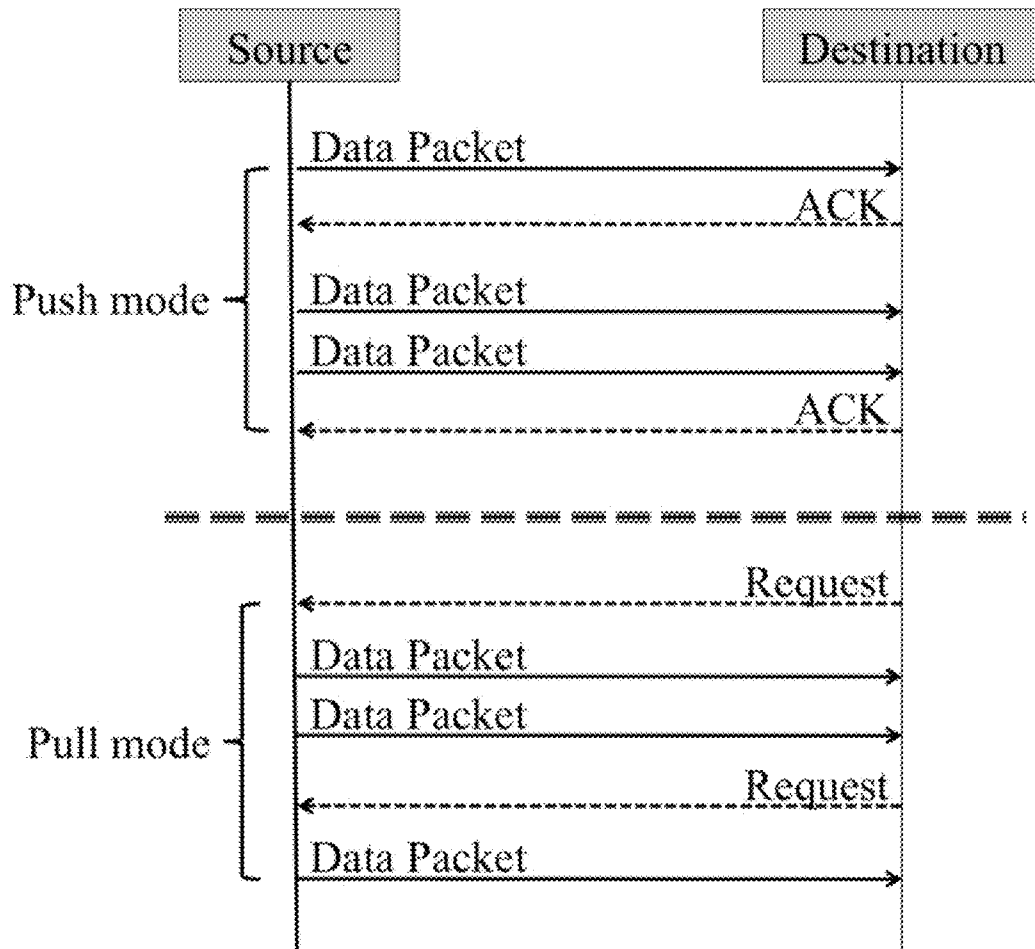 Source
Destination
Data Packet
ACK
Push mode
Data Packet
Data Packet
ACK
Request
Data Packet
Data Packet
Pull mode
Request
Data Packet